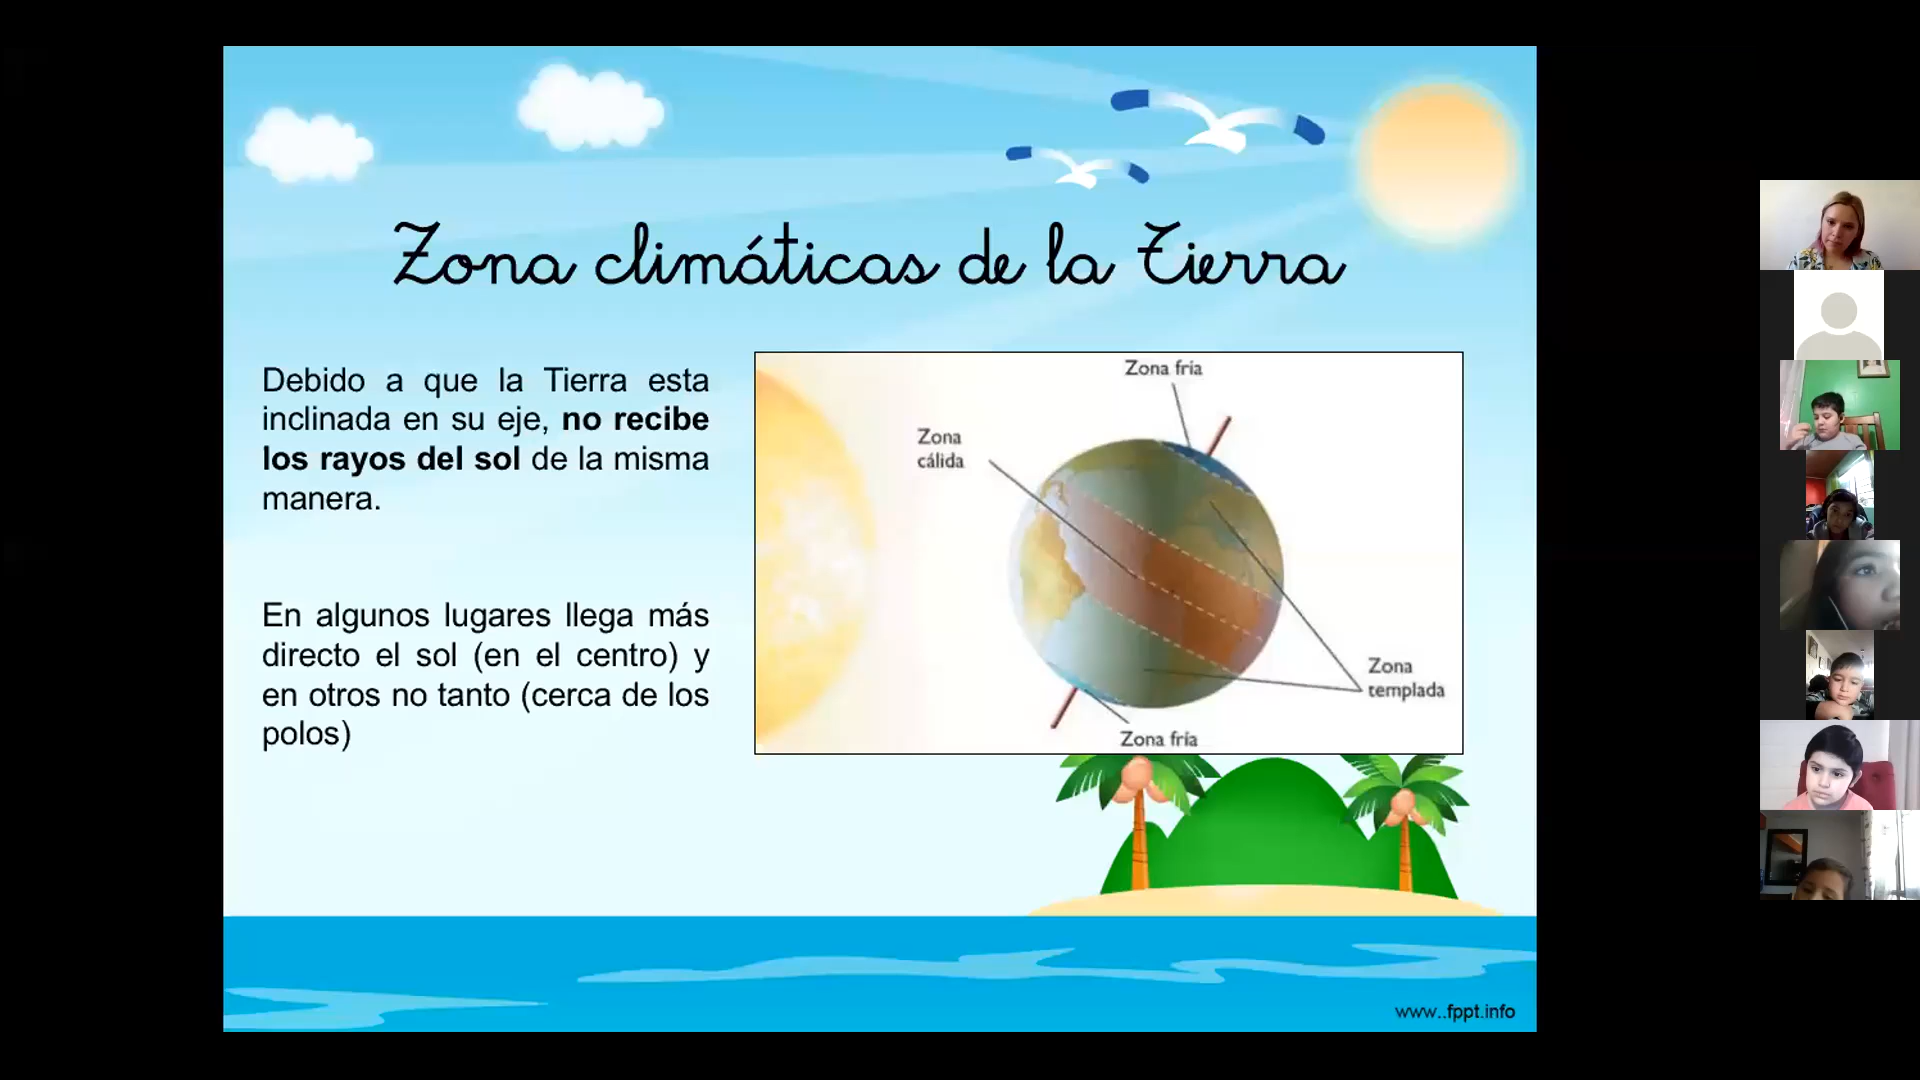 Zona climáticas de la Tierra
Debido a que la Tierra esta
inclinada en su eje, no recibe
los rayos del sol de la misma
manera.
En algunos lugares llega más
directo el sol (en el centro) y
en otros no tanto (cerca de los
polos)
Zona fría
Zona
cálida
Zona
templada
Zona fría
www..fppt.info